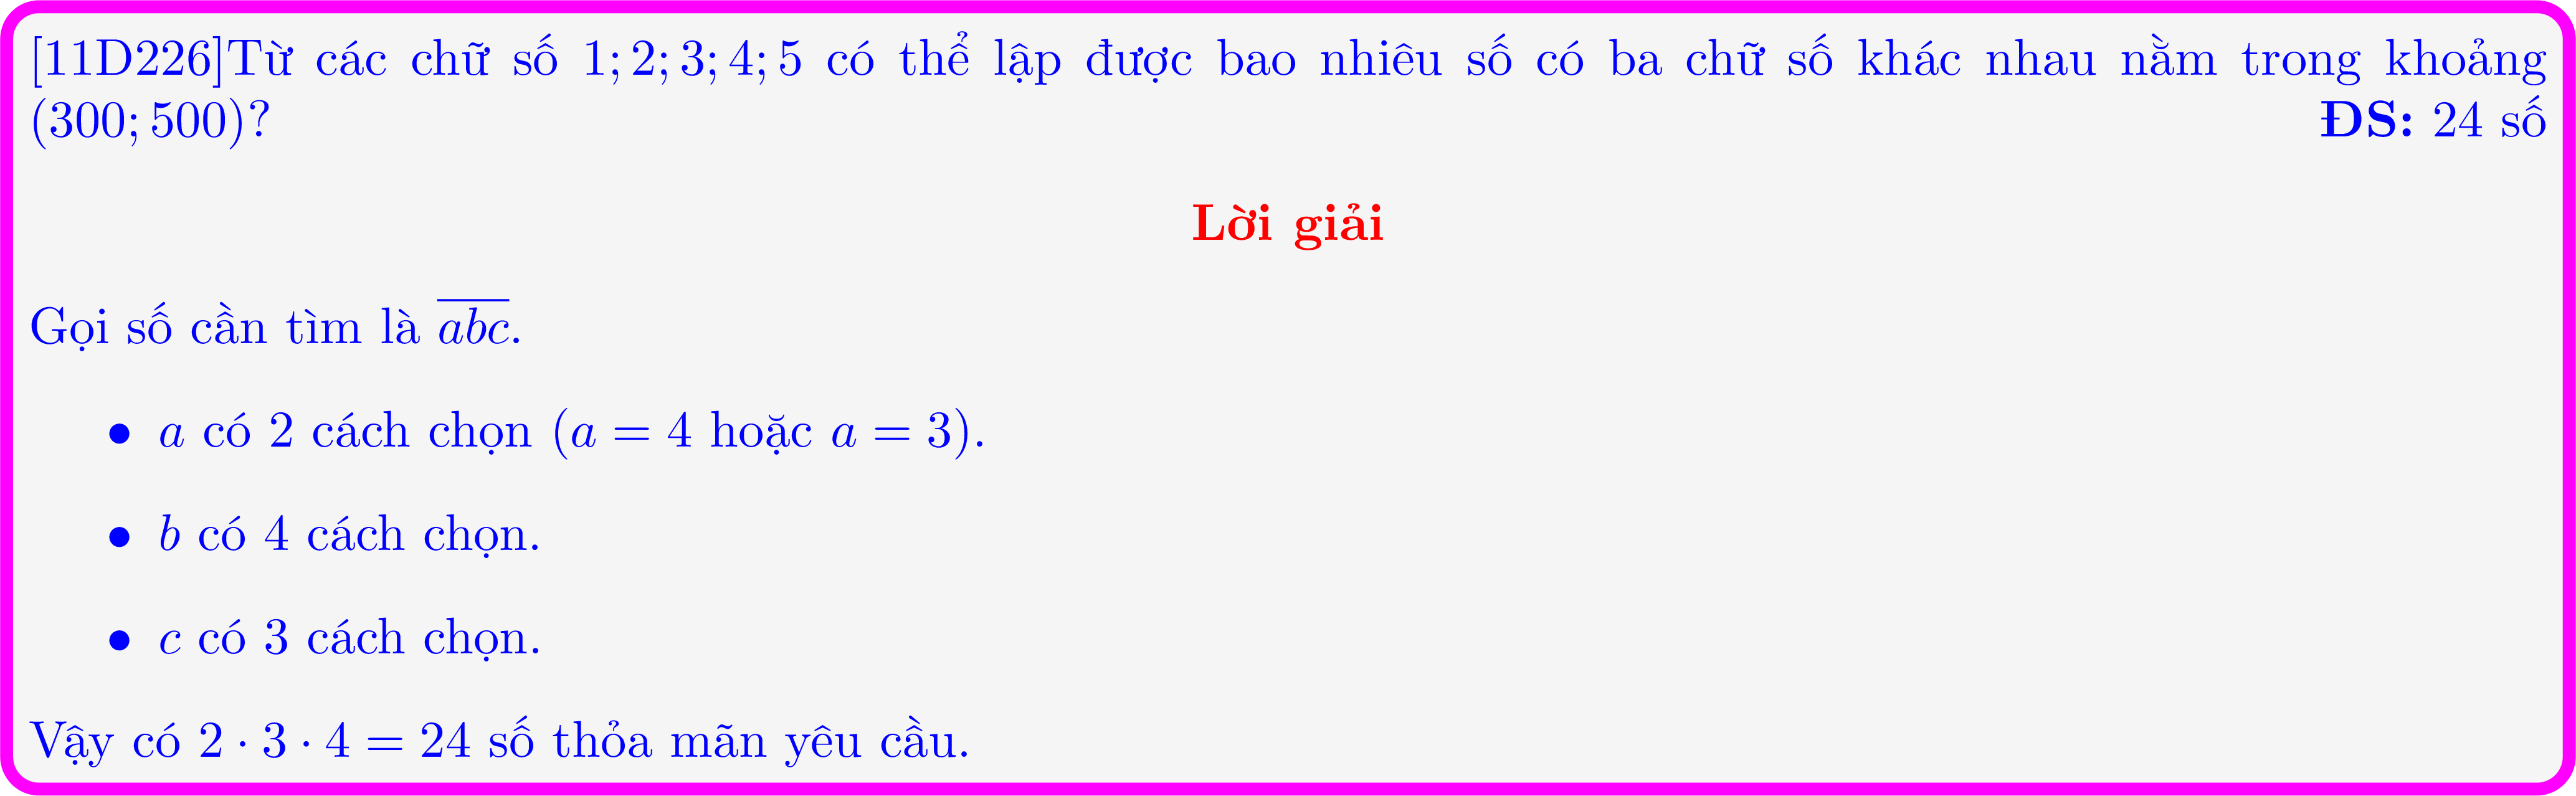 [11D226]Từ các chữ số 1; 2; 3; 4; 5 có thể lập được bao nhiêu số có ba chữ số khác nhau nằm trong khoảng
(300; 500)? ĐS: 24 số
Lời giải
Gọi số cần tìm là $\overline{abc}$.
• a có 2 cách chọn (a = 4 hoặc a = 3).
• b có 4 cách chọn.
• c có 3 cách chọn.
Vậy có 2 · 3 · 4 = 24 số thỏa mãn yêu cầu.